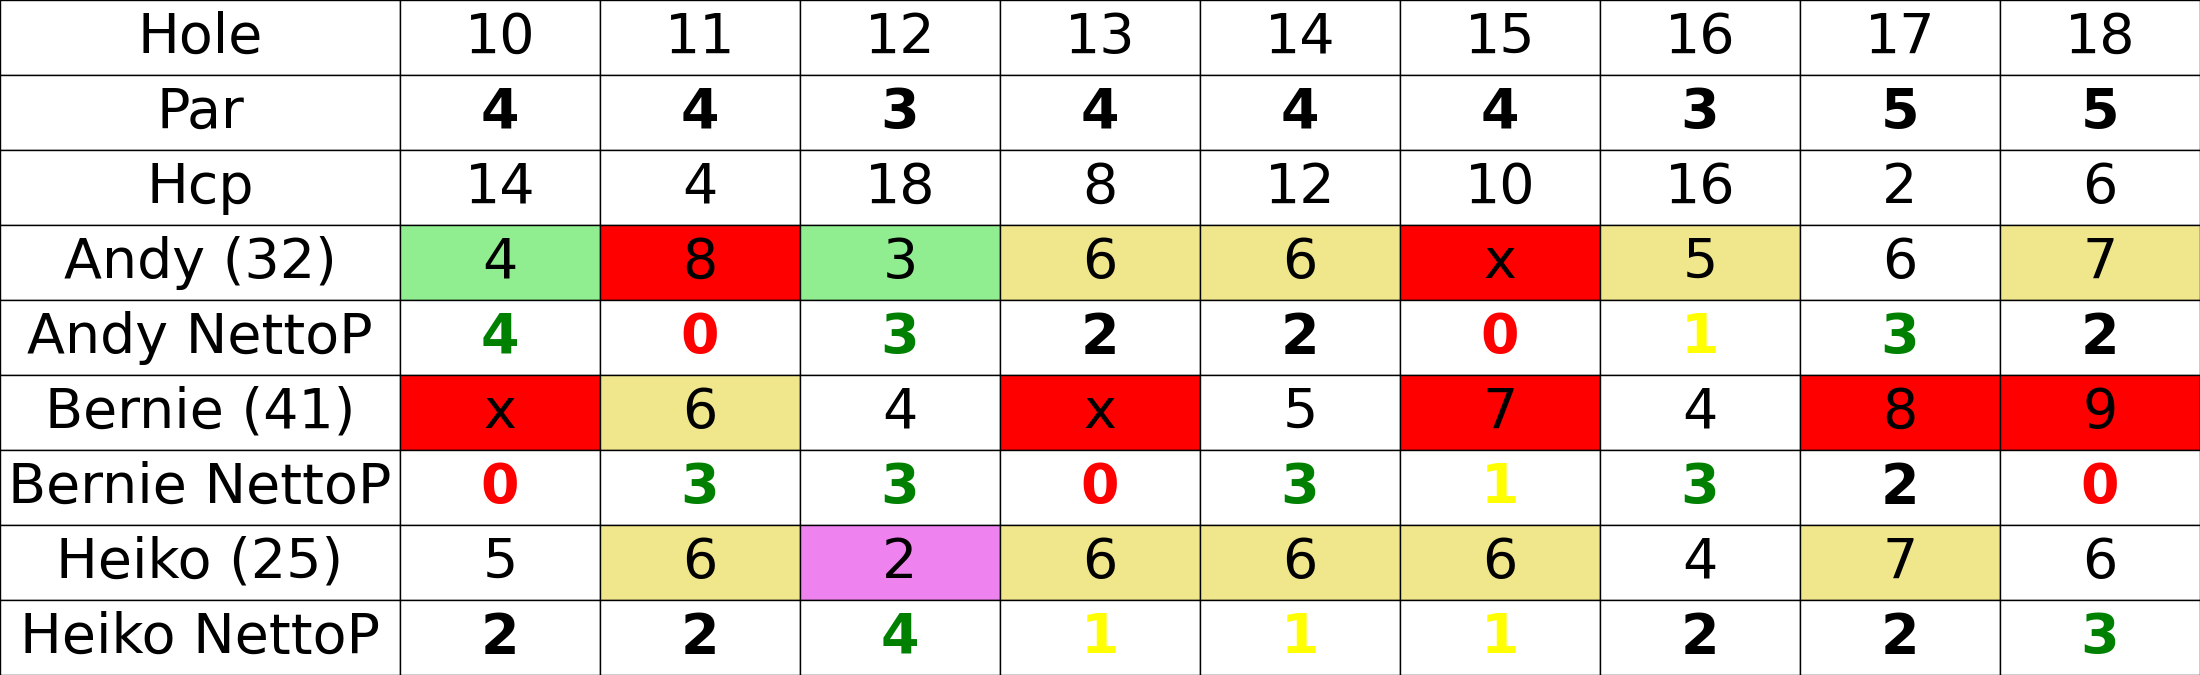 Hole 10 11 12 13 14 15 16 17 18
Par 4 4 3 4 4 4 3 5 5
Hcp 14 4 18 8 12 10 16 2 6
Andy (32) 4 8 3 6 6 x 5 6 7
Andy NettoP 4 0 3 2 2 0 1 3 2
Bernie (41) x 6 4 x 5 7 4 8 9
Bernie NettoP 0 3 3 0 3 1 3 2 0
Heiko (25) 5 6 2 6 6 6 4 7 6
Heiko NettoP 2 2 4 1 1 1 2 2 3